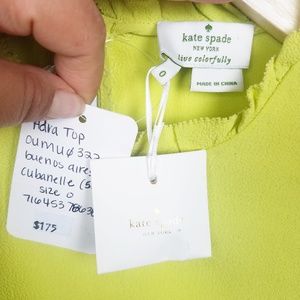 kate spade
NEW YORK
live colorfully
0
MADE IN CHINA
Adra Top
buenos aires
cubanelle
size 0
$175
kate spade
NEW YORK